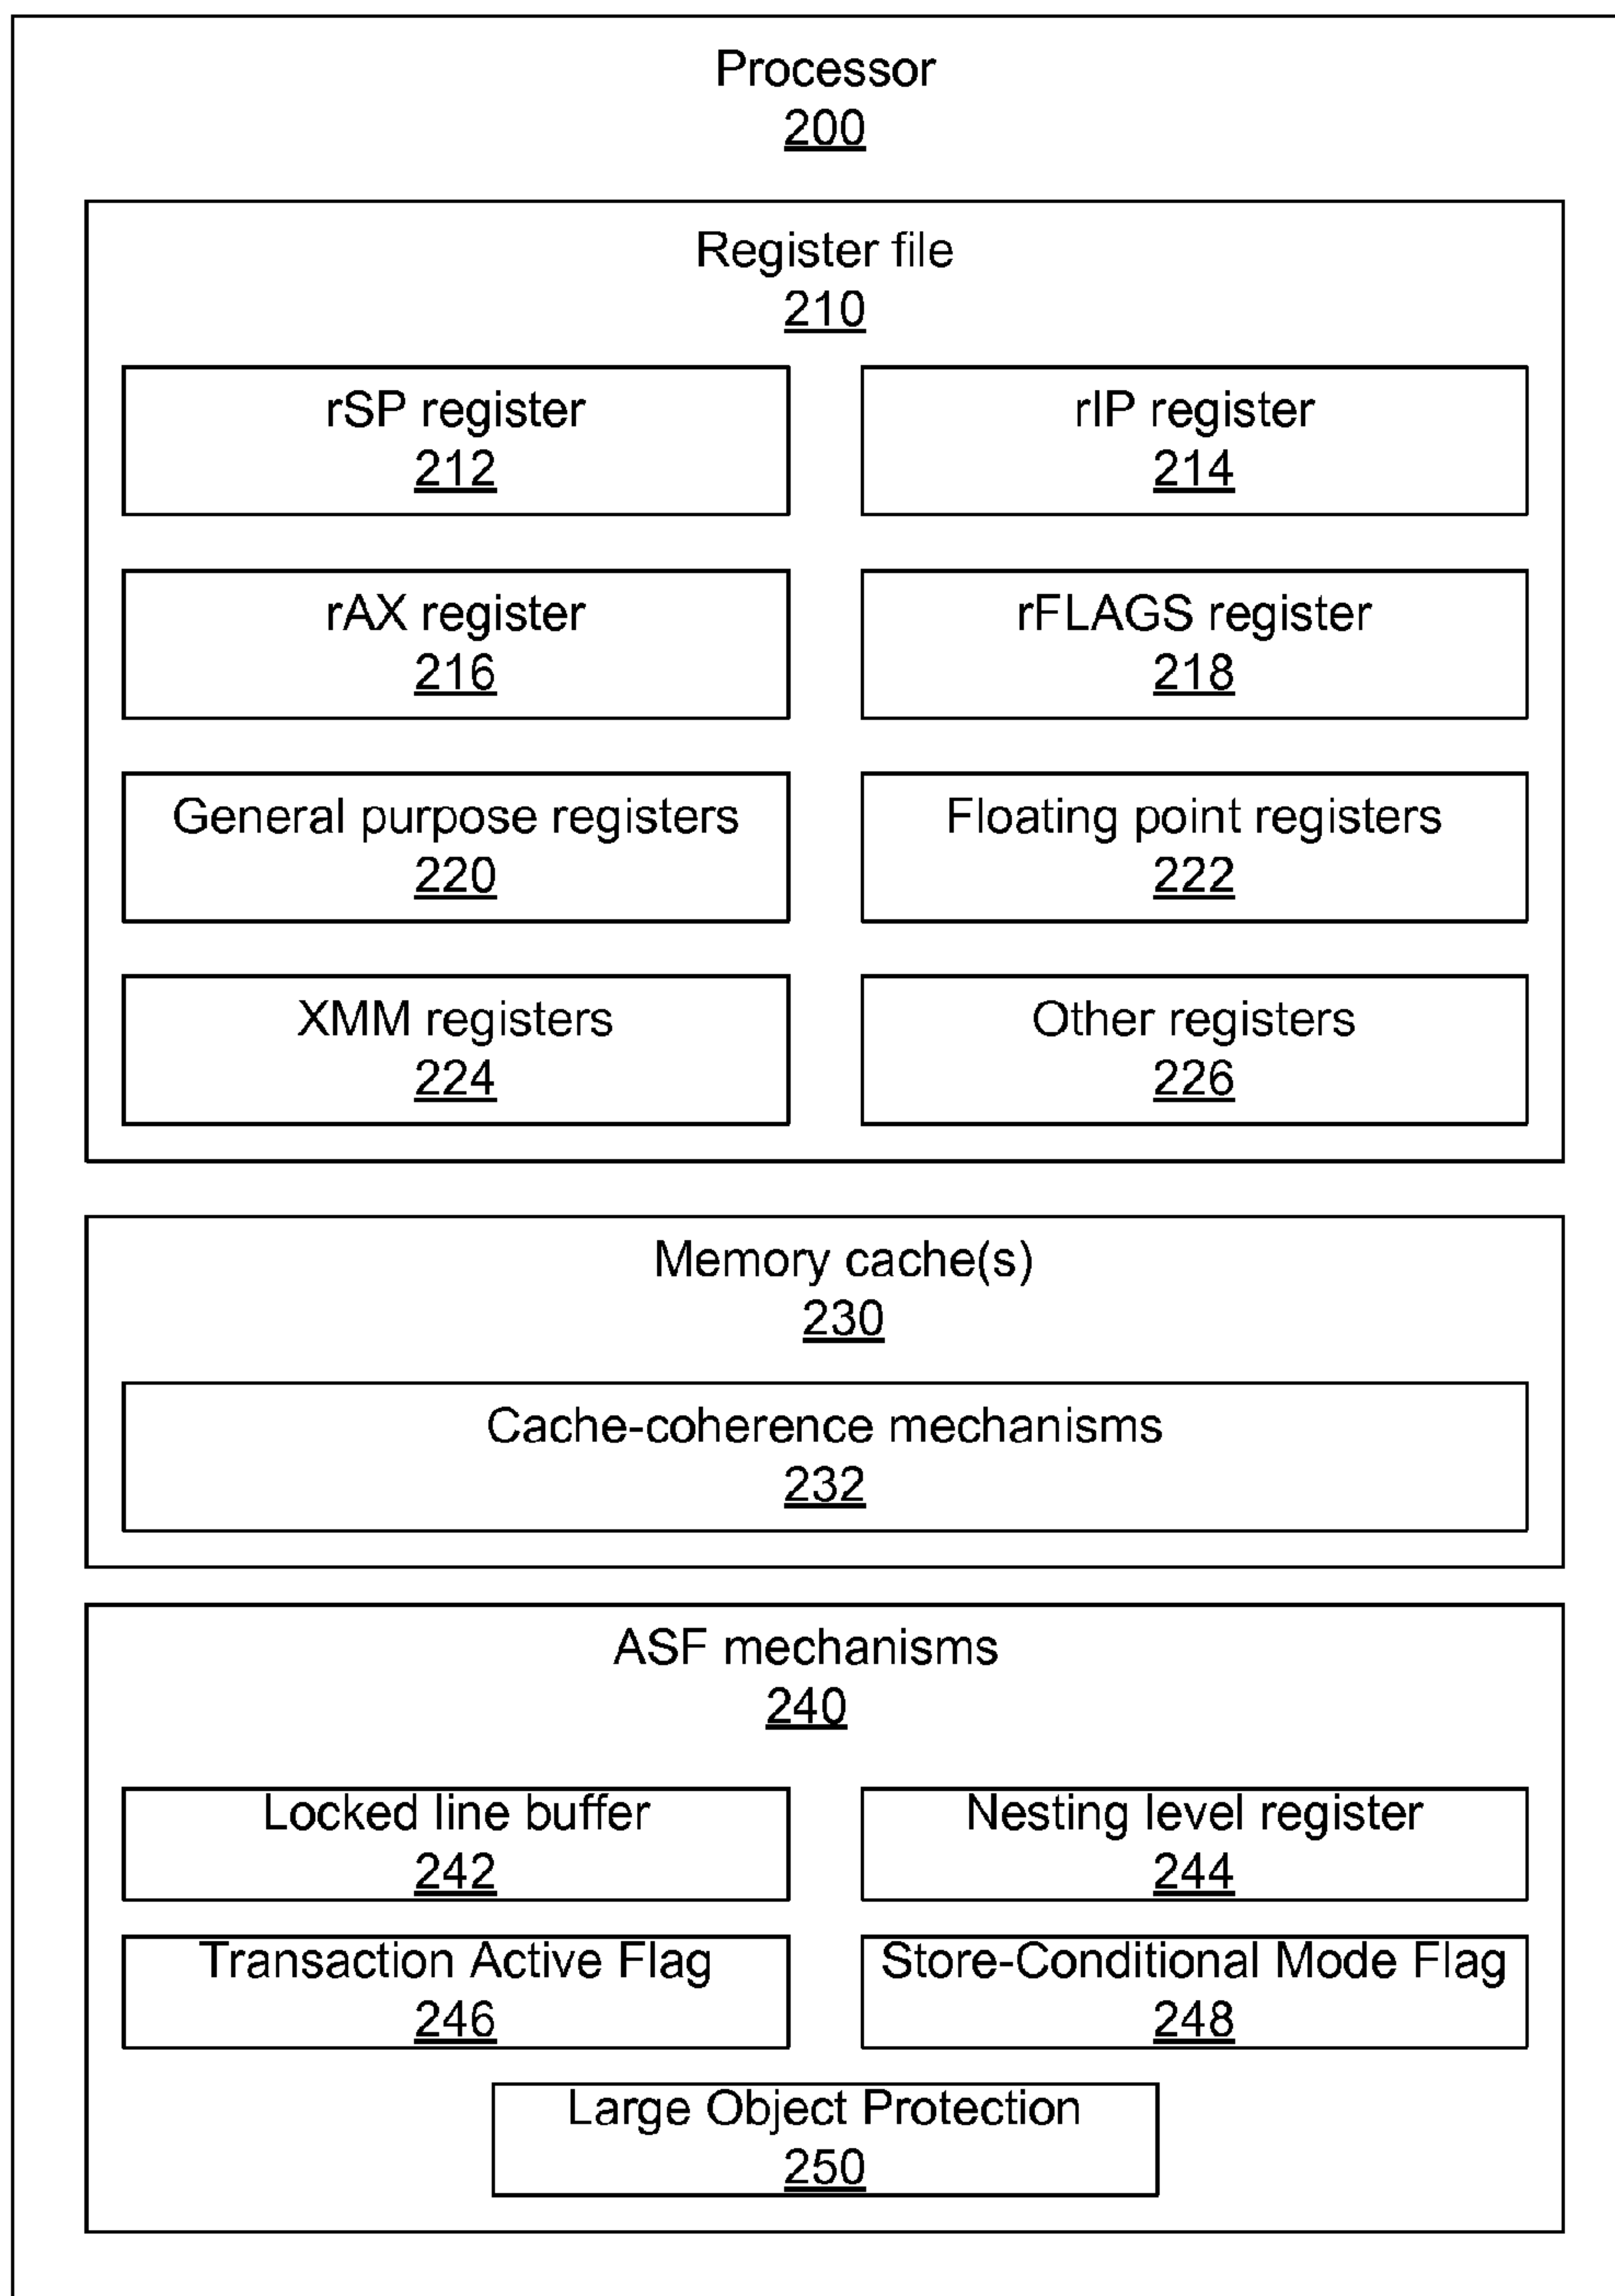 Processor
200
Register file
210
rSP register
212
rIP register
214
rAX register
216
rFLAGS register
218
General purpose registers
220
Floating point registers
222
XMM registers
224
Other registers
226
Memory cache(s)
230
Cache-coherence mechanisms
232
ASF mechanisms
240
Locked line buffer
242
Nesting level register
244
Transaction Active Flag
246
Store-Conditional Mode Flag
248
Large Object Protection
250